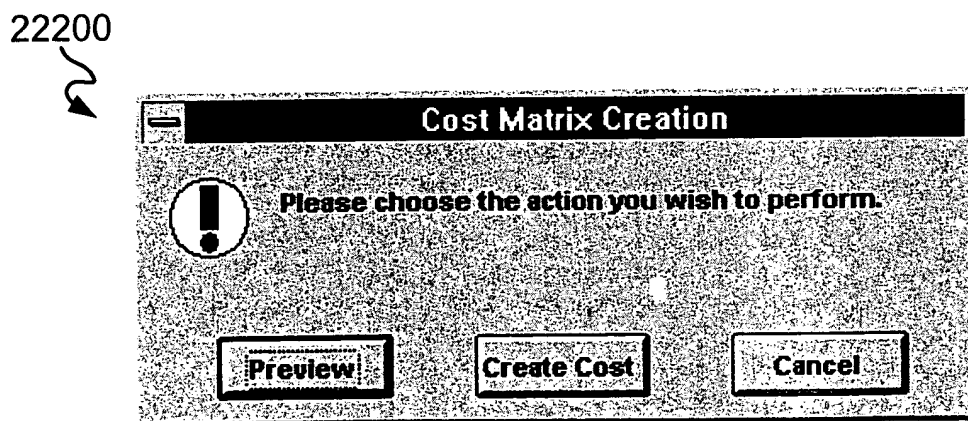 22200
Cost Matrix Creation
Please choose the action you wish to perform.
Preview Create Cost Cancel